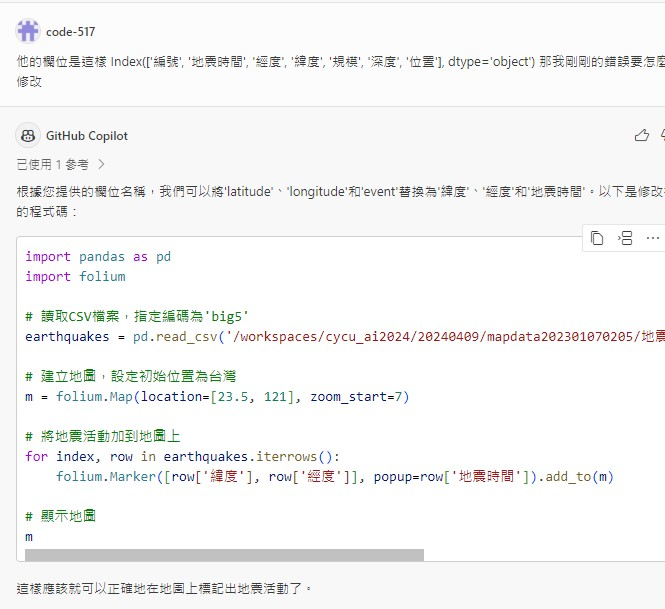 code-517
他的欄位是這樣 Index(['編號', '地震時間', '經度', '緯度', '規模', '深度', '位置'], dtype='object') 那我剛剛的錯誤要怎麼
修改
GitHub Copilot
已使用 1 參考
根據您提供的欄位名稱，我們可以將'latitude'、'longitude'和'event'替換為'緯度'、'經度'和'地震時間'。以下是修改
的程式碼：
import pandas as pd
import folium
# 讀取CSV檔案，指定編碼為'big5'
earthquakes = pd.read_csv('/workspaces/cycu_ai2024/20240409/mapdata202301070205/地震
# 建立地圖，設定初始位置為台灣
m = folium.Map(location=[23.5, 121], zoom_start=7)
# 將地震活動加到地圖上
for index, row in earthquakes.iterrows():
    folium.Marker([row['緯度'], row['經度']], popup=row['地震時間']).add_to(m)
# 顯示地圖
m
這樣應該就可以正確地在地圖上標記出地震活動了。